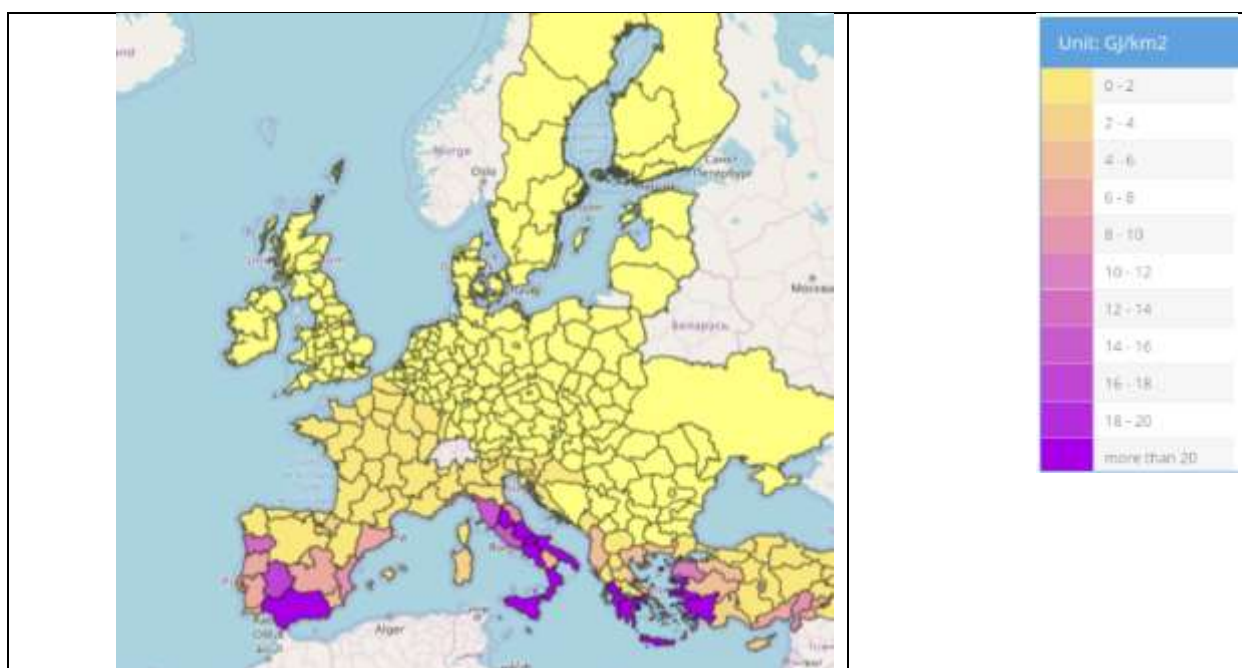 Norge
Oslo
Санкт-
Петербург
Москва
Беларусь
Alger
Unit: GJ/km2
0 - 2
2 - 4
4 - 6
6 - 8
8 - 10
10 - 12
12 - 14
14 - 16
16 - 18
18 - 20
more than 20